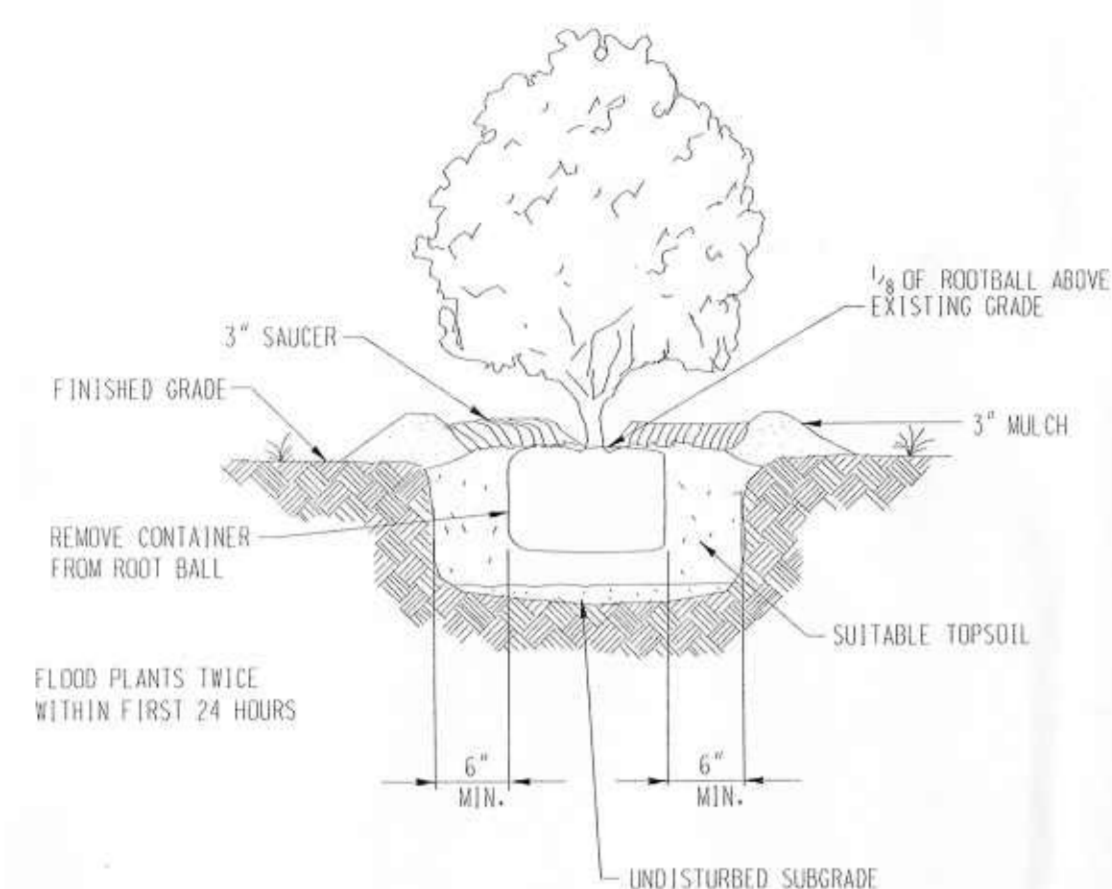 1/8 OF ROOTBALL ABOVE
EXISTING GRADE
3" SAUCER
FINISHED GRADE
3" MULCH
REMOVE CONTAINER
FROM ROOT BALL
SUITABLE TOPSOIL
FLOOD PLANTS TWICE
WITHIN FIRST 24 HOURS
6"
MIN.
6"
MIN.
UNDISTURBED SUBGRADE